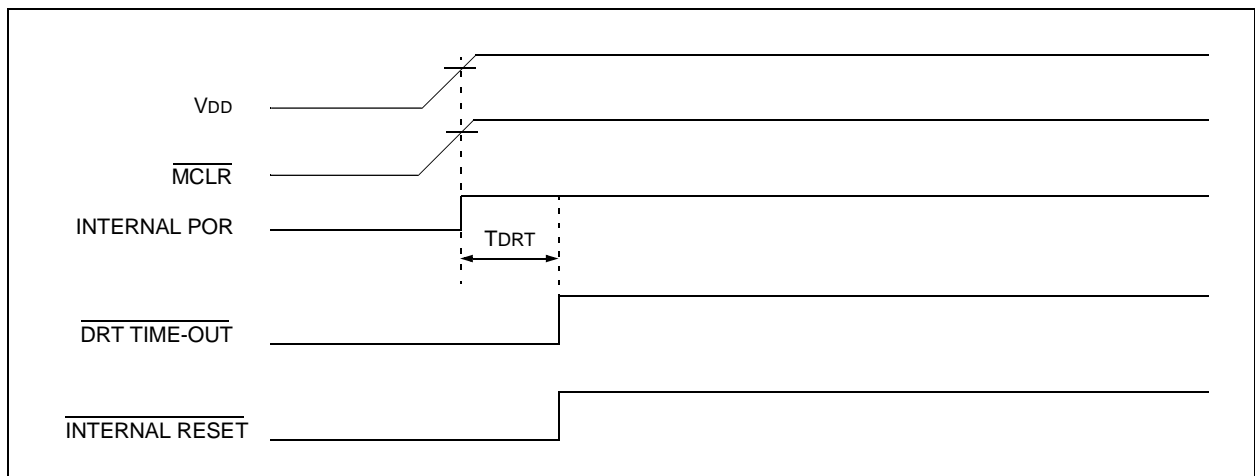 VDD
MCLR
INTERNAL POR
TDRT
DRT TIME-OUT
INTERNAL RESET